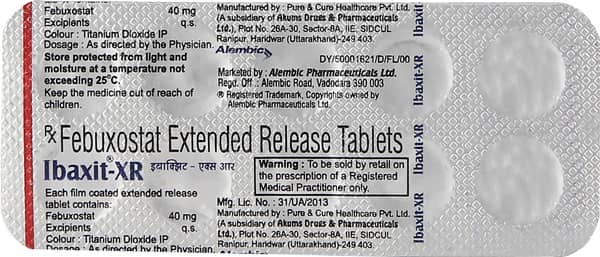 Febuxostat 40 mg
Excipients q.s.
Colour : Titanium Dioxide IP
Dosage : As directed by the Physician.
Store protected from light and
moisture at a temperature not
exceeding 25°C.
Keep the medicine out of reach of
children.
Manufactured by : Pure & Cure Healthcare Pvt. Ltd.
(A subsidiary of Akums Drugs & Pharmaceuticals
Ltd.), Plot No. 26A-30, Sector-8A, IIE, SIDCUL
Ranipur, Haridwar (Uttarakhand)-249 403.
Alembic
DY/50001621/D/FL/00
Marketed by : Alembic Pharmaceuticals Ltd.
Regd. Off : Alembic Road, Vadodara 390 003
® Registered Trademark, Copyrights owned by
Alembic Pharmaceuticals Ltd.
Ibaxit-XR
Ibaxit-XR
Rx Febuxostat Extended Release Tablets
Ibaxit®-XR इबाक्झिट - एक्स आर
Warning : To be sold by retail on
the prescription of a Registered
Medical Practitioner only.
Each film coated extended release
tablet contains:
Febuxostat 40 mg
Excipients q.s.
Colour : Titanium Dioxide IP
Dosage : As directed by the Physician.
Mfg. Lic. No. : 31/UA/2013
Manufactured by : Pure & Cure Healthcare Pvt. Ltd.
(A subsidiary of Akums Drugs & Pharmaceuticals
Ltd.), Plot No. 26A-30, Sector-8A, IIE, SIDCUL
Ranipur, Haridwar (Uttarakhand)-249 403.
Ibaxit-XR
Ibaxit-XR